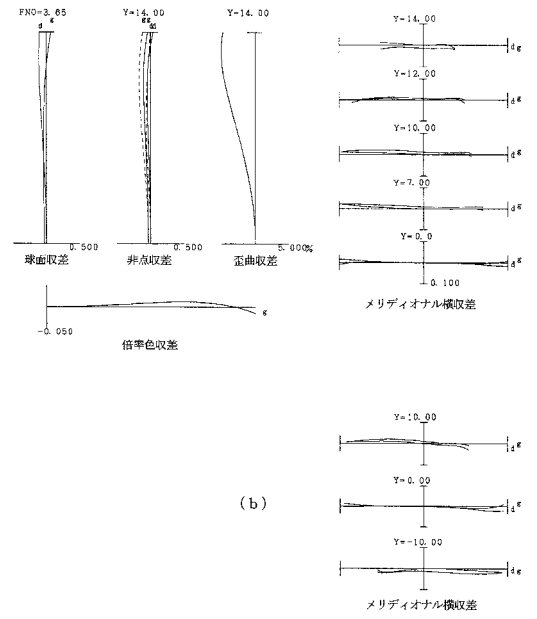 FNO=3.65 Y=14.00 Y=14.00
d g gg dd
0.500 0.500 5.000%
球面収差 非点収差 歪曲収差
g
-0.050
倍率色収差
Y=14.00
d g
Y=12.00
d g
Y=10.00
d g
Y=7.00
d g
Y=0.0
d g
0.100
メリディオナル横収差
(b)
Y=10.00
d g
Y=0.00
d g
Y=-10.00
d g
メリディオナル横収差